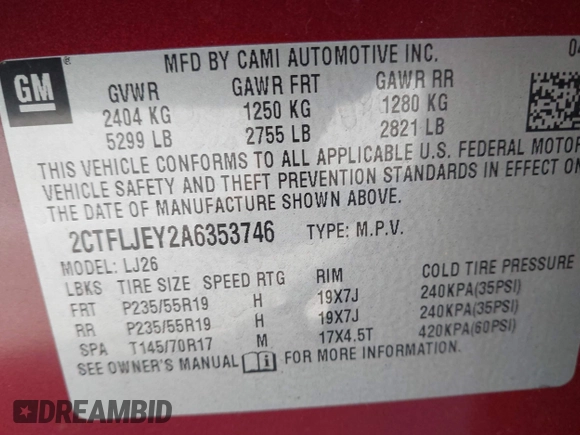 MFD BY CAMI AUTOMOTIVE INC. 04
GM
GVWR GAWR FRT GAWR RR
2404 KG 1250 KG 1280 KG
5299 LB 2755 LB 2821 LB
THIS VEHICLE CONFORMS TO ALL APPLICABLE U.S. FEDERAL MOTOR
VEHICLE SAFETY AND THEFT PREVENTION STANDARDS IN EFFECT ON
THE DATE OF MANUFACTURE SHOWN ABOVE.
2CTFLJEY2A6353746 TYPE: M.P.V.
MODEL: LJ26
LBKS TIRE SIZE SPEED RTG RIM COLD TIRE PRESSURE
FRT P235/55R19 H 19X7J 240KPA(35PSI)
RR P235/55R19 H 19X7J 240KPA(35PSI)
SPA T145/70R17 M 17X4.5T 420KPA(60PSI)
SEE OWNER'S MANUAL FOR MORE INFORMATION.
DREAMBID